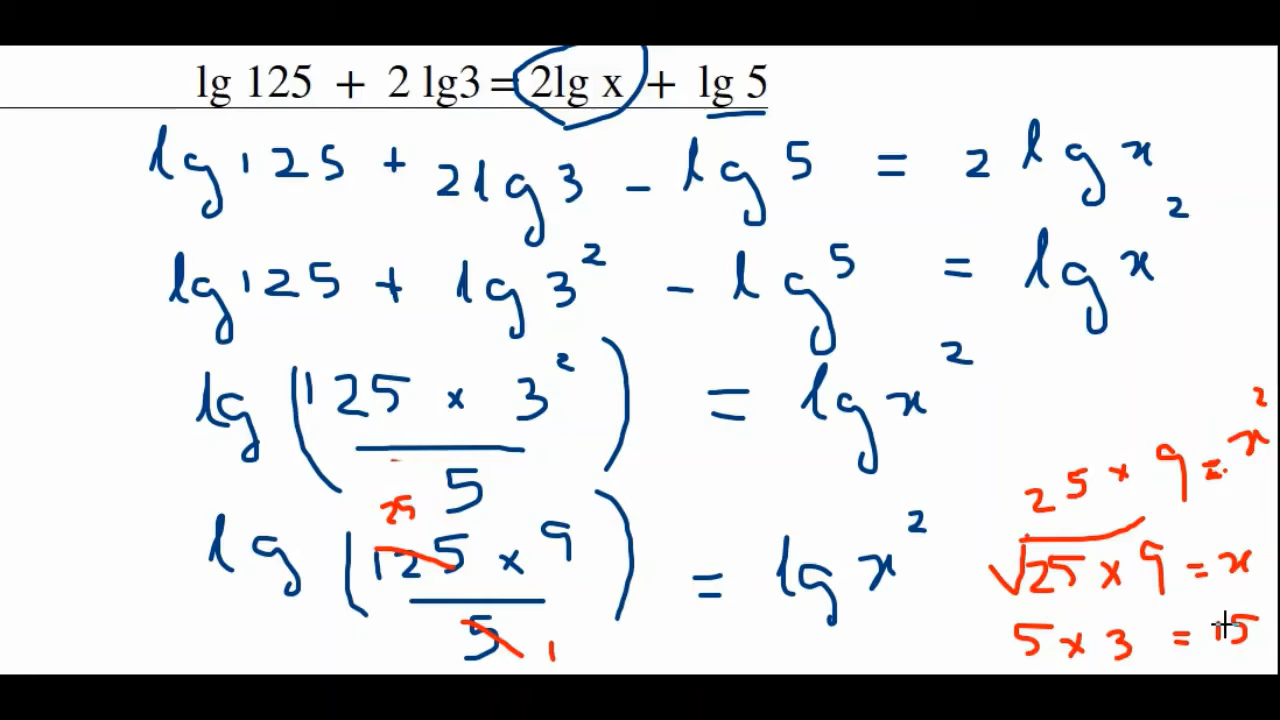 lg 125 + 2 lg3 = 2lg x + lg 5
lg 125 + 2lg 3 - lg 5 = 2 lg x
lg 125 + lg 3² - lg 5 = lg x²
lg (125 × 3² / 5) = lg x²
25
lg (125 × 9 / 5) = lg x²
1
25 × 9 = x²
√25 × 9 = x
5 × 3 = 15